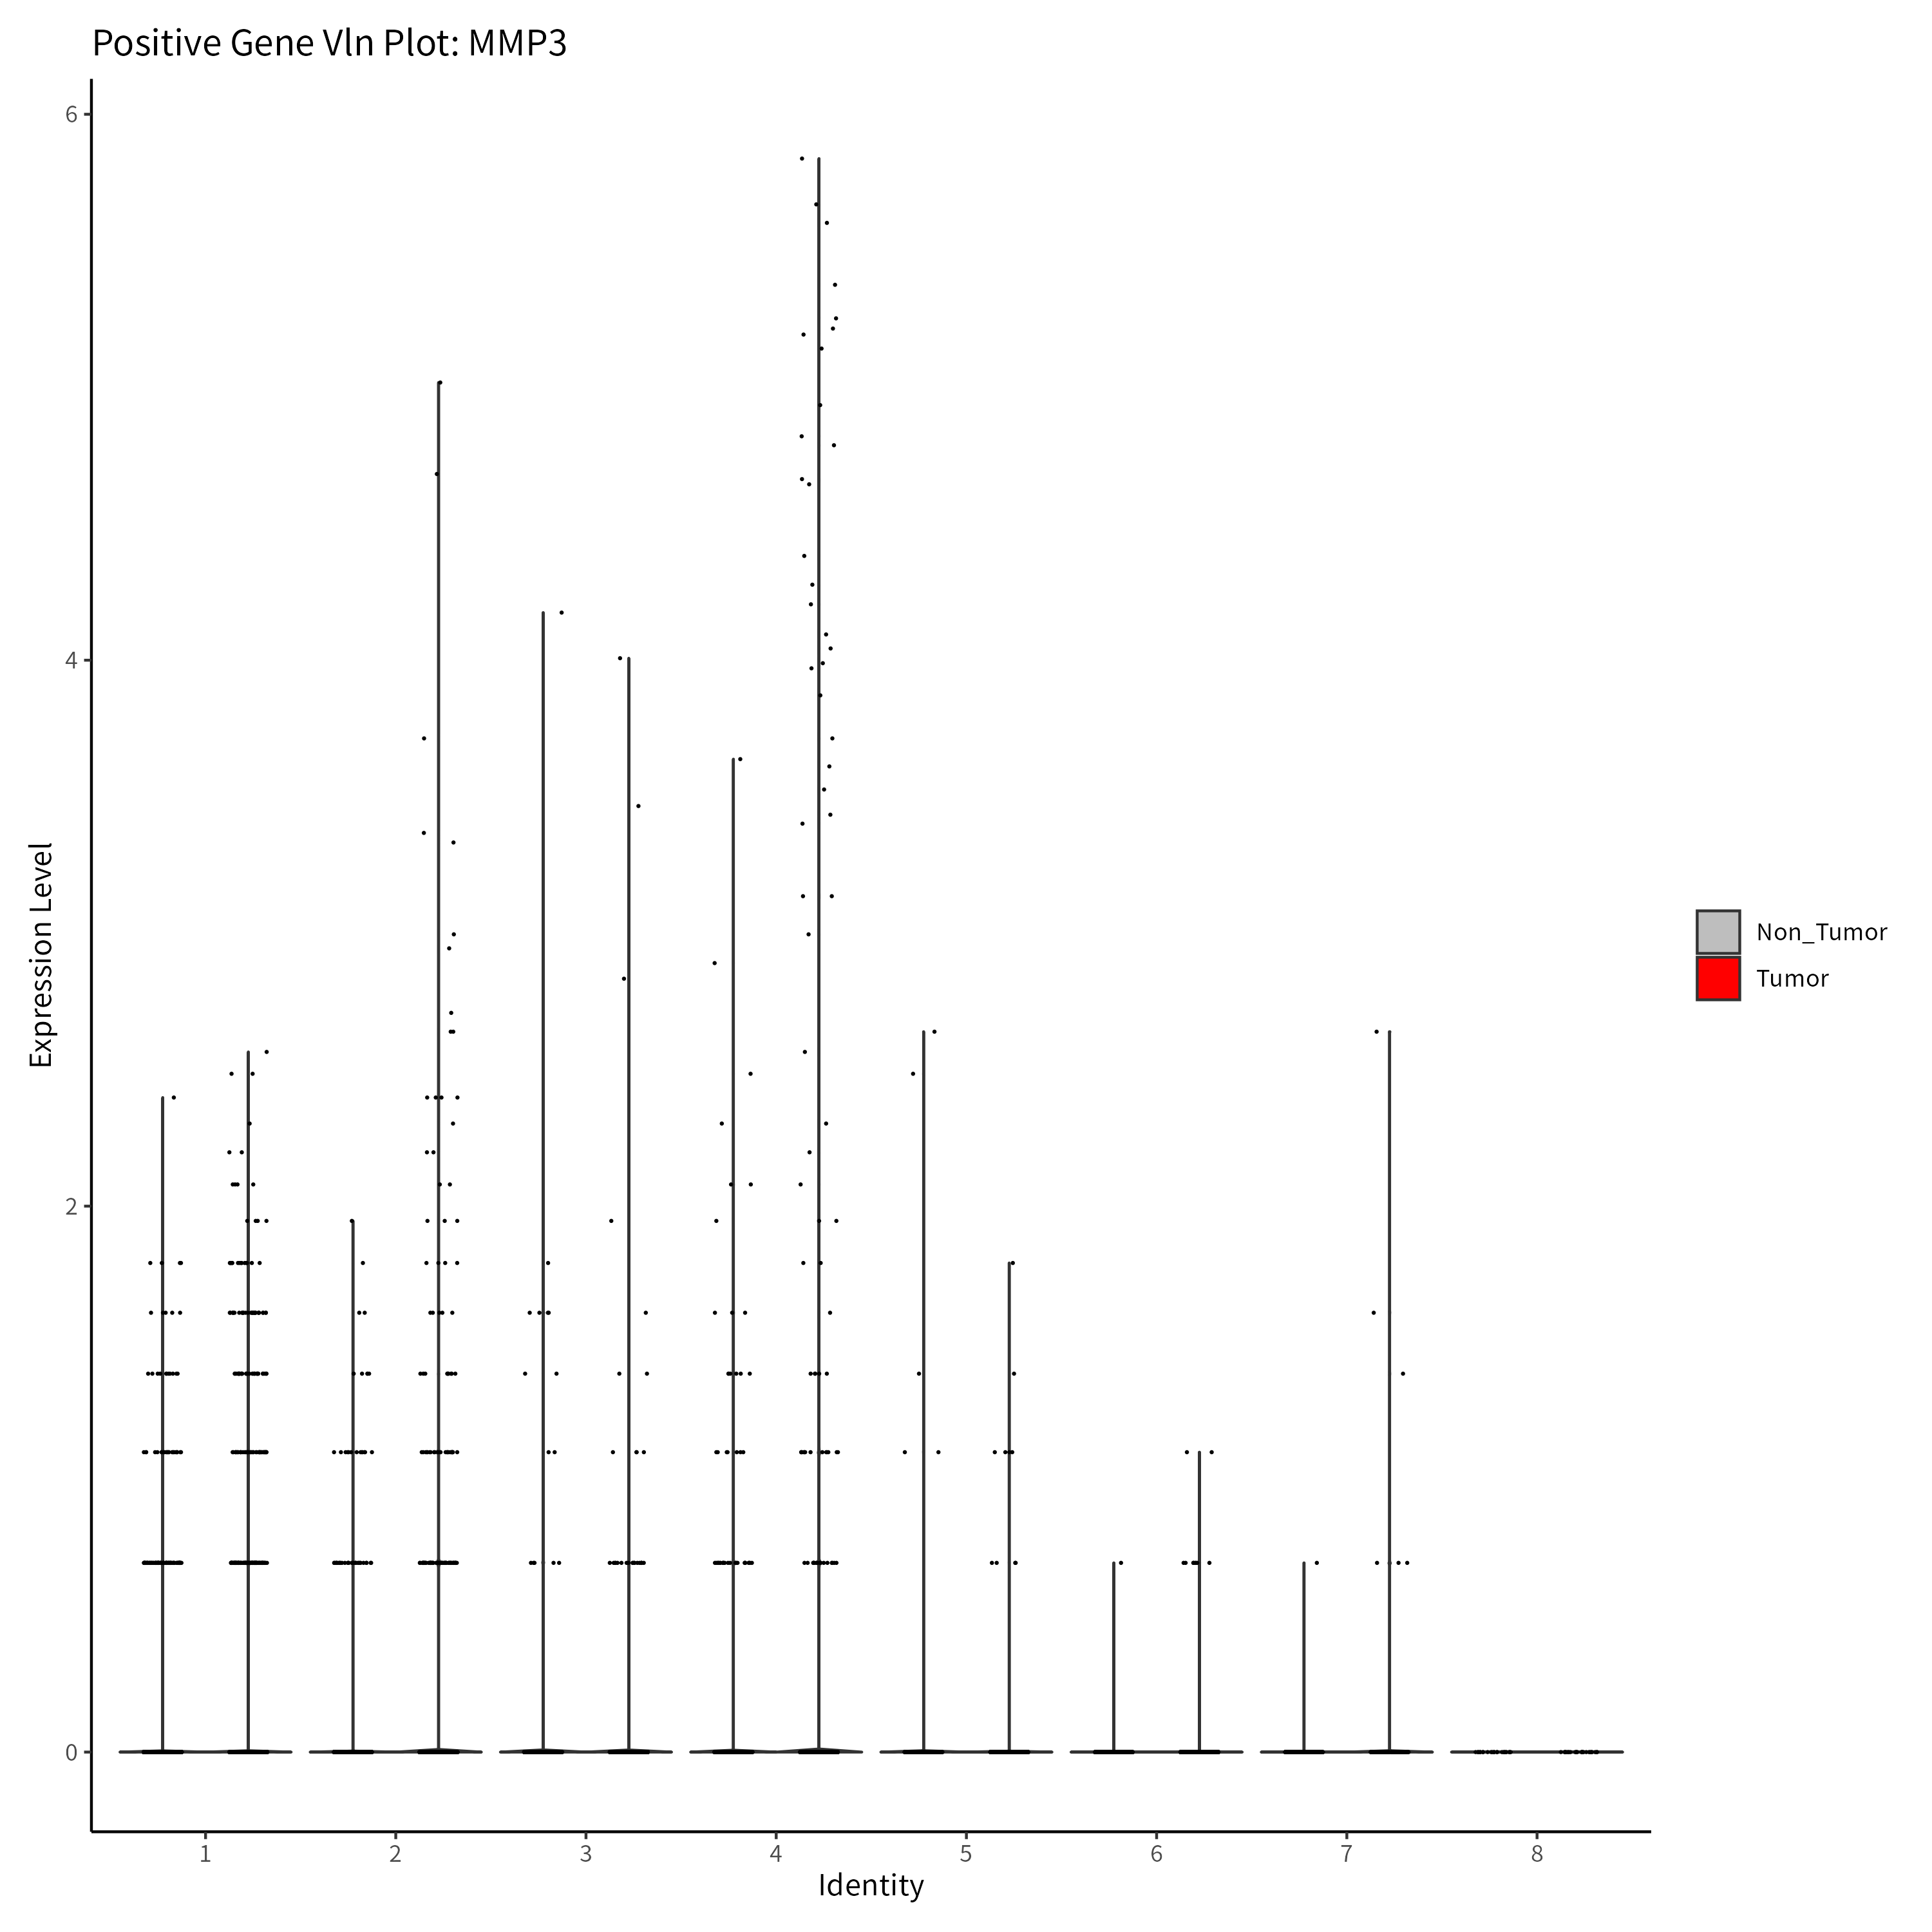 Positive Gene Vln Plot: MMP3
Expression Level
6
4
2
0
1 2 3 4 5 6 7 8
Identity
Non_Tumor
Tumor